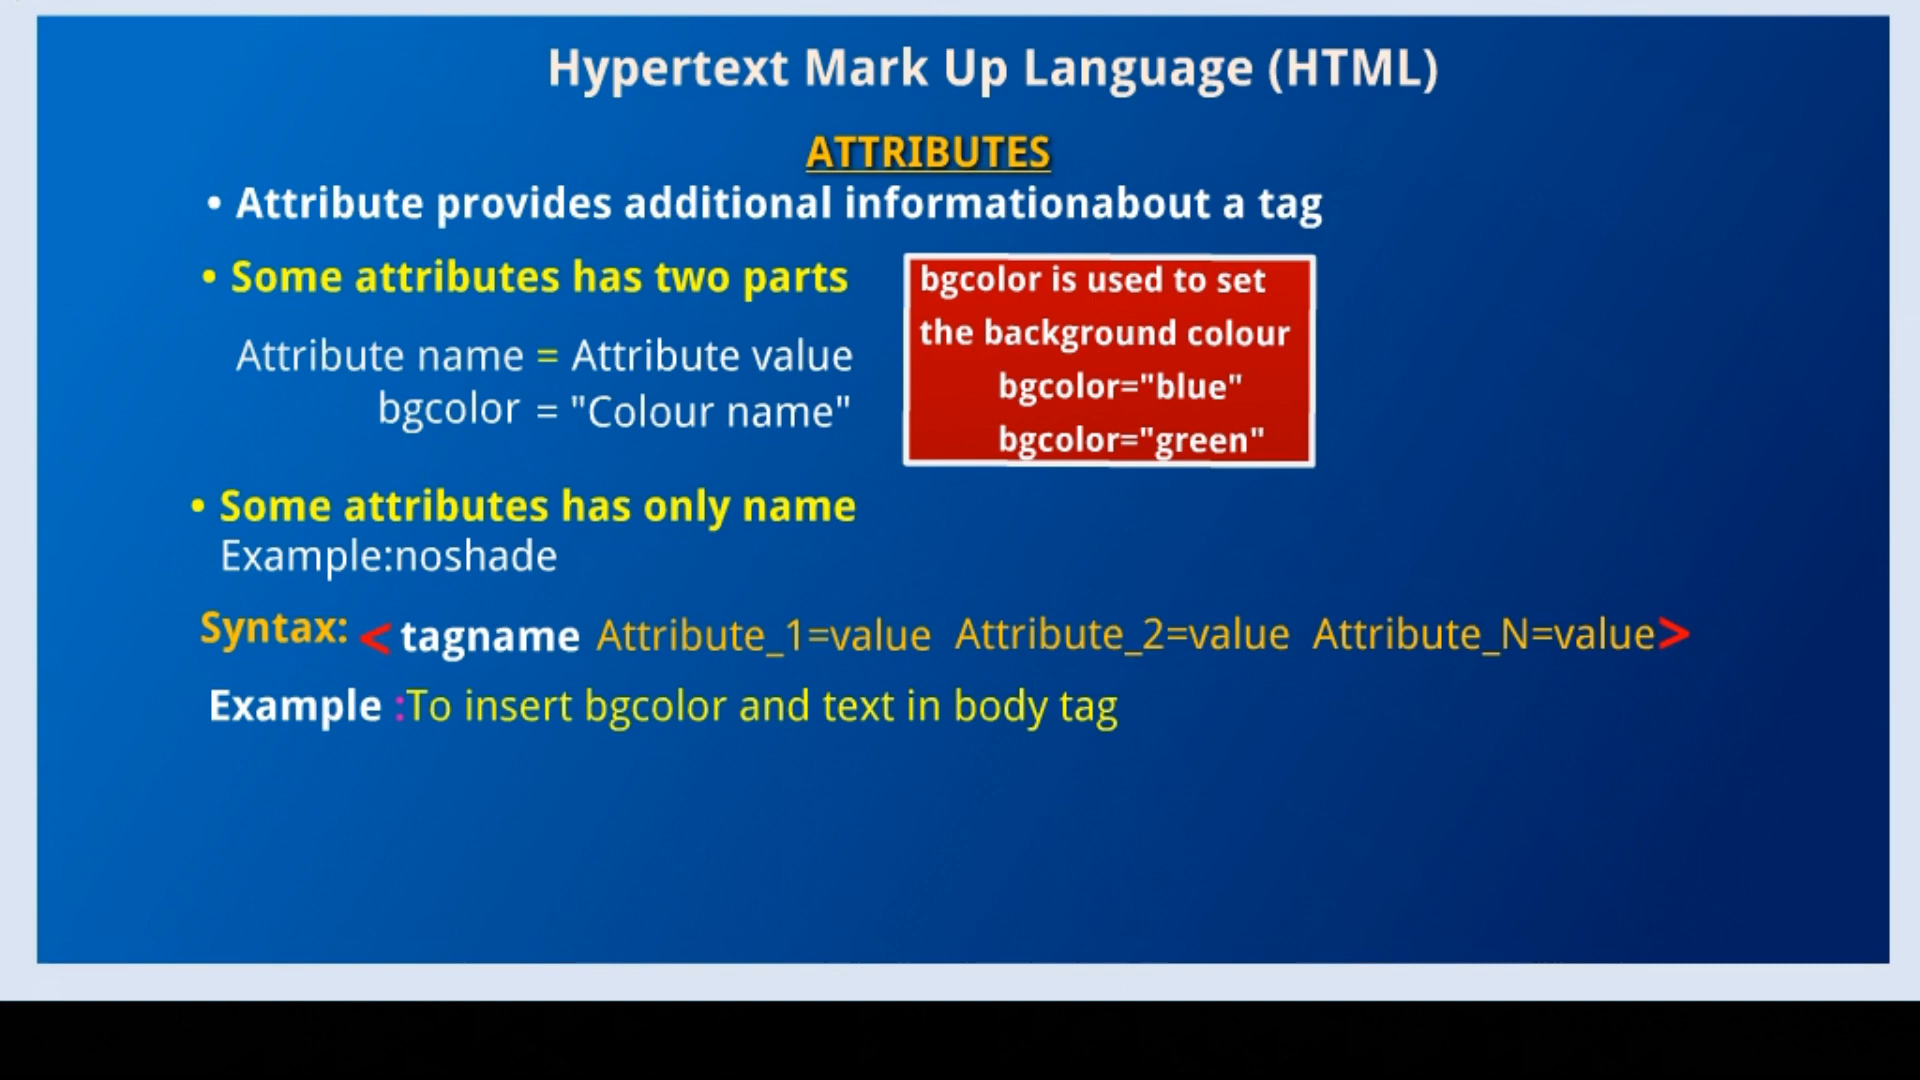 Hypertext Mark Up Language (HTML)
ATTRIBUTES
• Attribute provides additional informationabout a tag
• Some attributes has two parts
Attribute name = Attribute value
bgcolor = "Colour name"
bgcolor is used to set
the background colour
bgcolor="blue"
bgcolor="green"
• Some attributes has only name
Example:noshade
Syntax: < tagname Attribute_1=value Attribute_2=value Attribute_N=value>
Example :To insert bgcolor and text in body tag